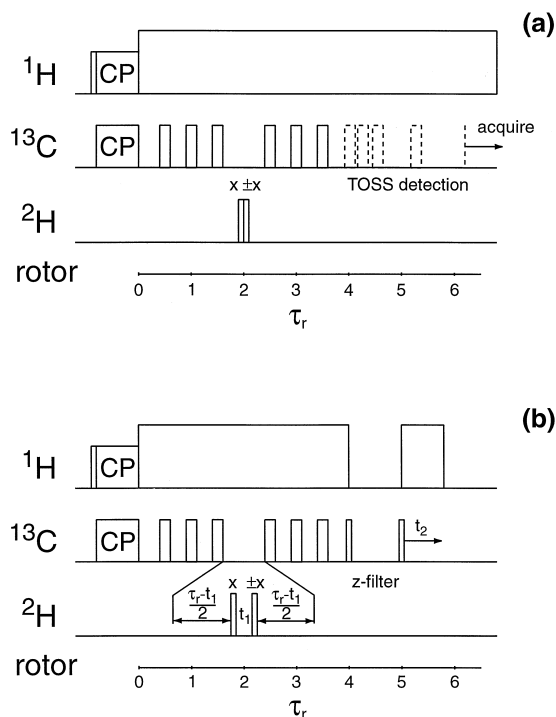 (a)
¹H CP
¹³C CP acquire
TOSS detection
x ±x
²H
rotor
0 1 2 3 4 5 6
τᵣ
(b)
¹H CP
¹³C CP t₂
z-filter
x ±x
²H τᵣ-t₁/2 t₁ τᵣ-t₁/2
rotor
0 1 2 3 4 5 6
τᵣ